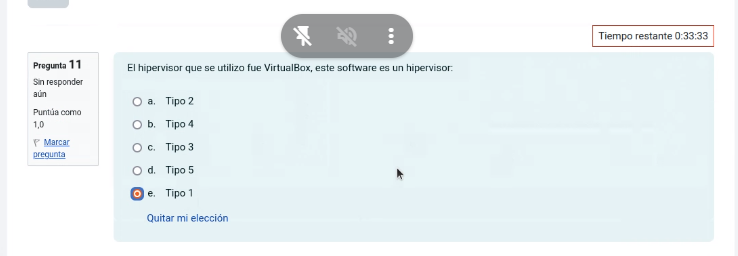 Tiempo restante 0:33:33
Pregunta 11
Sin responder
aún
Puntúa como
1,0
Marcar
pregunta
El hipervisor que se utilizo fue VirtualBox, este software es un hipervisor:
a. Tipo 2
b. Tipo 4
c. Tipo 3
d. Tipo 5
e. Tipo 1
Quitar mi elección